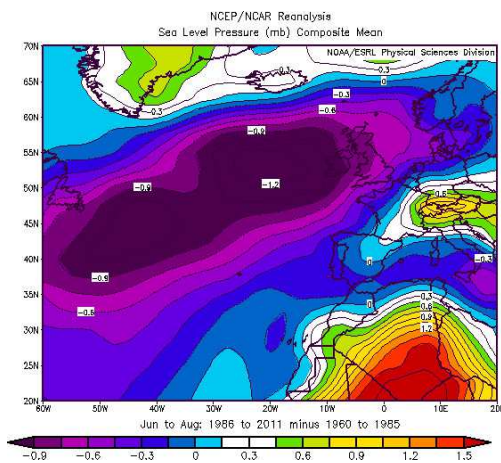 NCEP/NCAR Reanalysis
Sea Level Pressure (mb) Composite Mean
NOAA/ESRL Physical Sciences Division
70N
65N
60N
55N
50N
45N
40N
35N
30N
25N
20N
-0.3
-0.3
0
-0.3
-0.6
-0.9
-1.2
-0.9
-0.9
-0.6
0.6
0
-0.3
0
0.3
0.6
0.9
1.2
60W 50W 40W 30W 20W 10W 0 10E 20E
Jun to Aug: 1986 to 2011 minus 1960 to 1985
-0.9 -0.6 -0.3 0 0.3 0.6 0.9 1.2 1.5